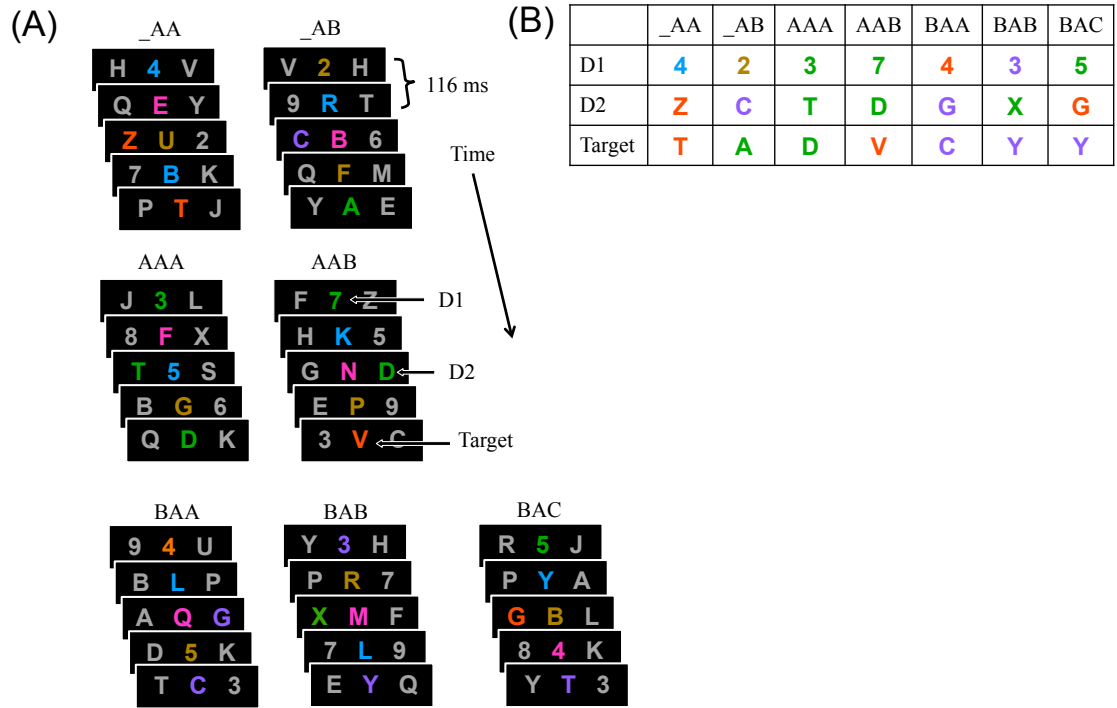 (A)
_AA
_AB
H 4 V
V 2 H
Q E Y
9 R T
116 ms
Z U 2
C B 6
7 B K
Q F M
Time
P T J
Y A E
AAA
AAB
J 3 L
F 7 Z
D1
8 F X
H K 5
T 5 S
G N D
D2
B G 6
E P 9
Q D K
3 V C
Target
BAA
BAB
BAC
9 4 U
Y 3 H
R 5 J
B L P
P R 7
P Y A
A Q G
X M F
G B L
D 5 K
7 L 9
8 4 K
T C 3
E Y Q
Y T 3
(B)
_AA _AB AAA AAB BAA BAB BAC
D1 4 2 3 7 4 3 5
D2 Z C T D G X G
Target T A D V C Y Y